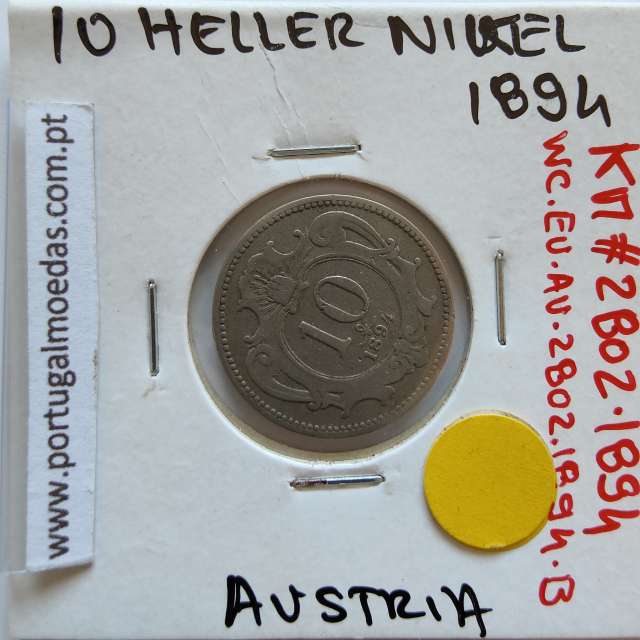 10 HELLER NIKEL
1894
KM#2802.1894
WC.EU.AU.2802.1894.B
www.portugalmoedas.com.pt
10
1894
AUSTRIA